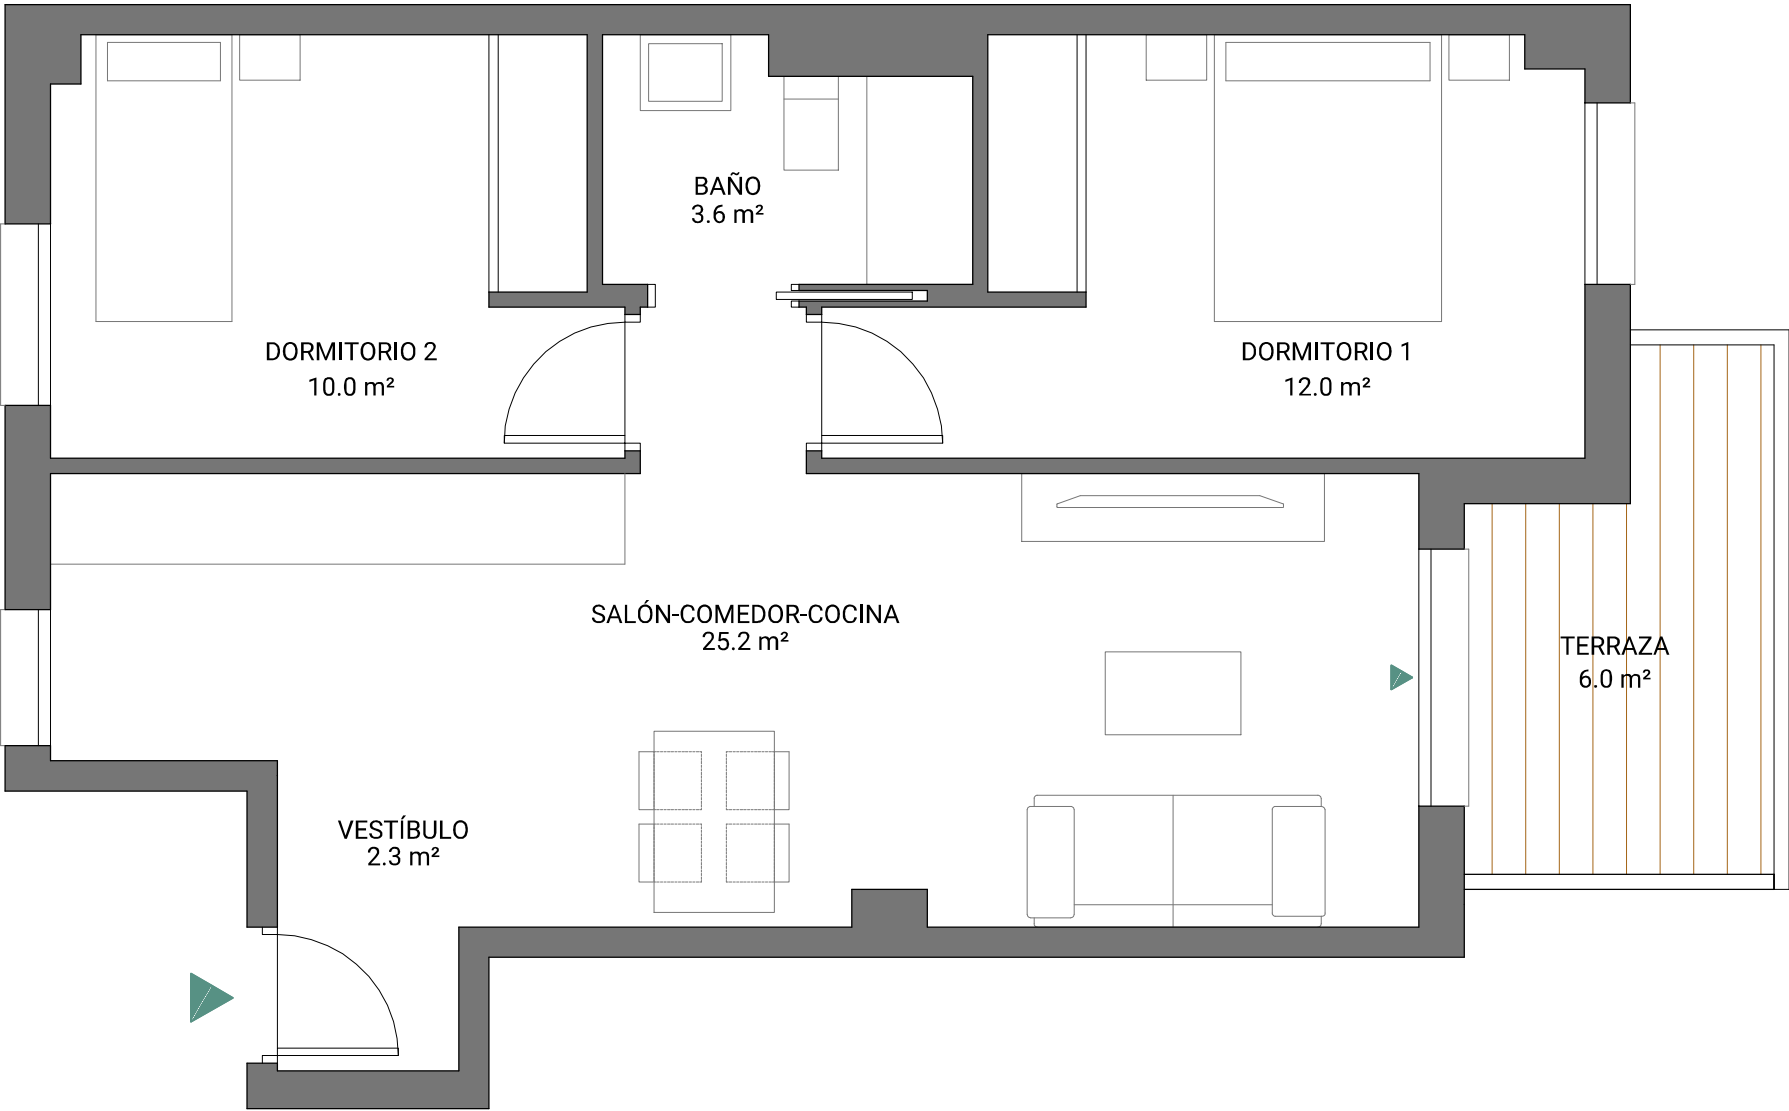 BAÑO
3.6 m²
DORMITORIO 2
10.0 m²
DORMITORIO 1
12.0 m²
SALÓN-COMEDOR-COCINA
25.2 m²
TERRAZA
6.0 m²
VESTÍBULO
2.3 m²